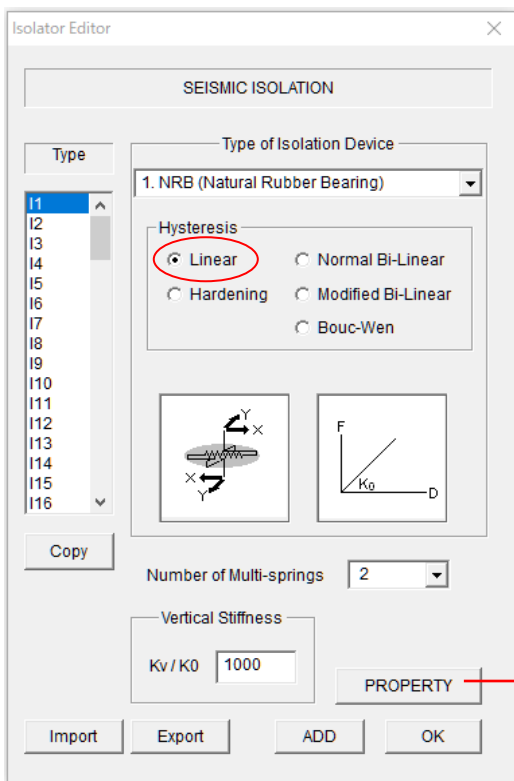 Isolator Editor
SEISMIC ISOLATION
Type
I1
I2
I3
I4
I5
I6
I7
I8
I9
I10
I11
I12
I13
I14
I15
I16
Copy
Type of Isolation Device
1. NRB (Natural Rubber Bearing)
Hysteresis
Linear
Normal Bi-Linear
Hardening
Modified Bi-Linear
Bouc-Wen
Y
X
X
Y
F
K0
D
Number of Multi-springs 2
Vertical Stiffness
Kv / K0 1000
PROPERTY
Import
Export
ADD
OK